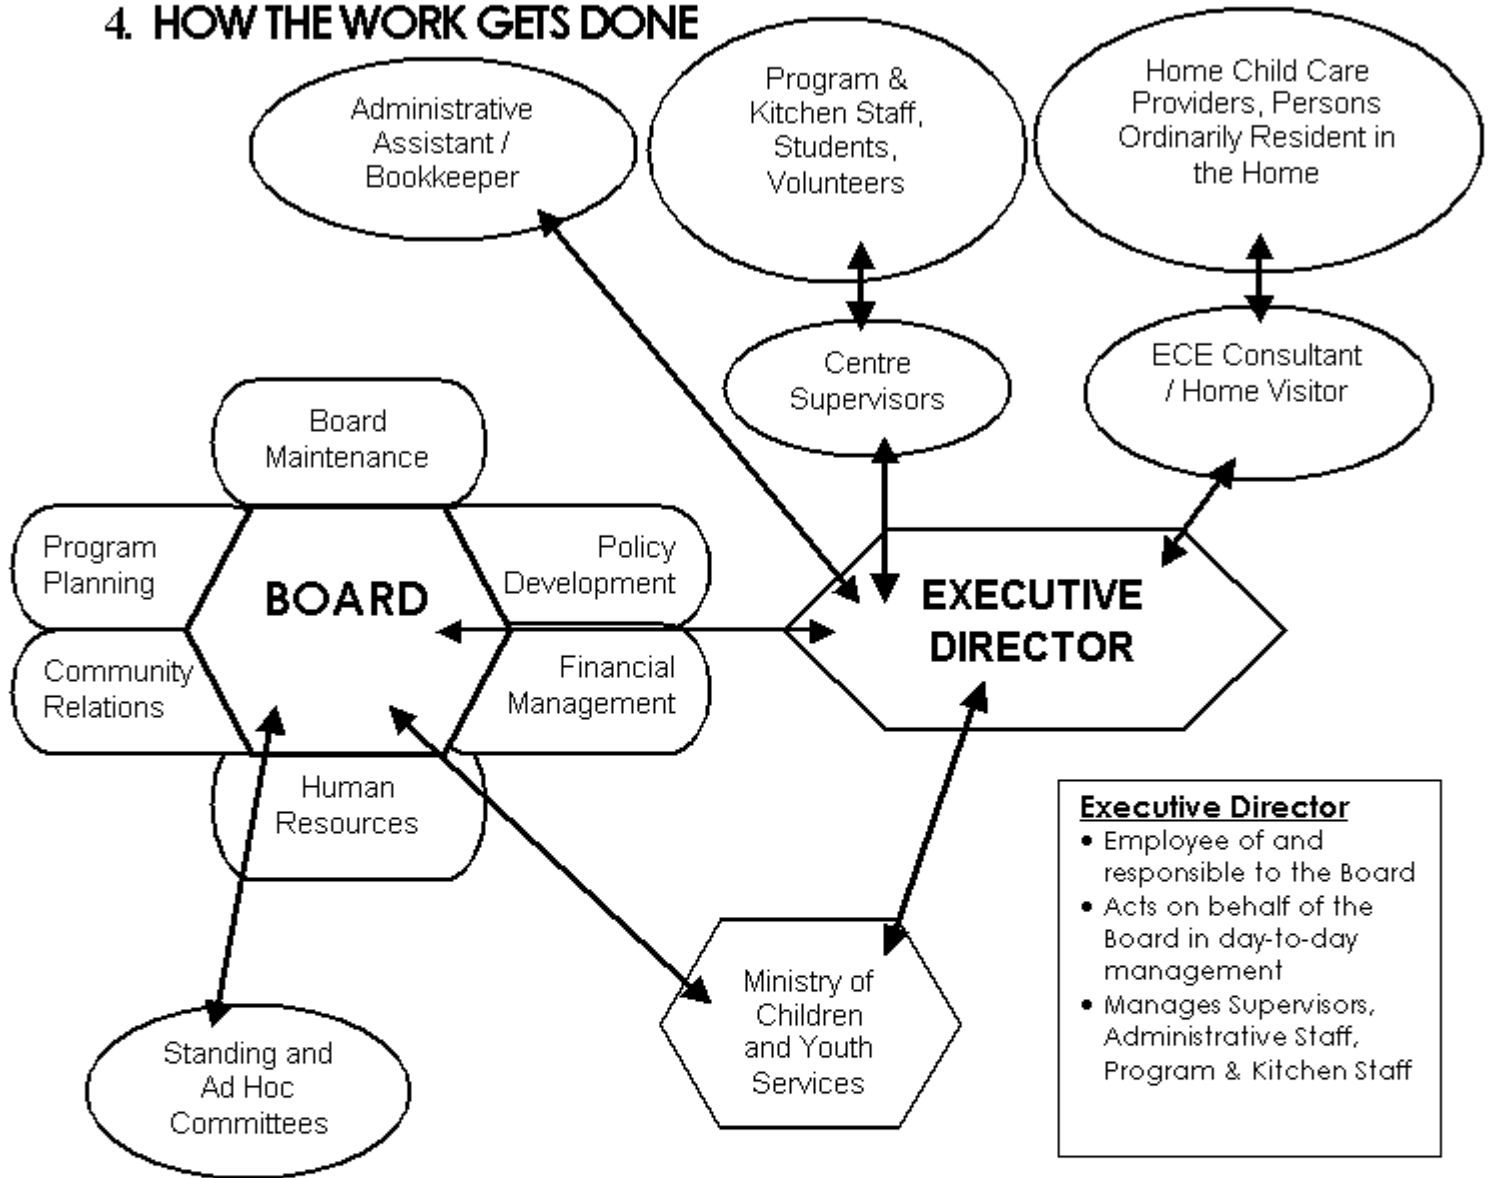 4. HOW THE WORK GETS DONE
Administrative
Assistant /
Bookkeeper
Program &
Kitchen Staff,
Students,
Volunteers
Home Child Care
Providers, Persons
Ordinarily Resident in
the Home
Centre
Supervisors
ECE Consultant
/ Home Visitor
Board
Maintenance
Program
Planning
Policy
Development
BOARD
Community
Relations
Financial
Management
Human
Resources
EXECUTIVE
DIRECTOR
Standing and
Ad Hoc
Committees
Ministry of
Children
and Youth
Services
Executive Director
• Employee of and
responsible to the Board
• Acts on behalf of the
Board in day-to-day
management
• Manages Supervisors,
Administrative Staff,
Program & Kitchen Staff